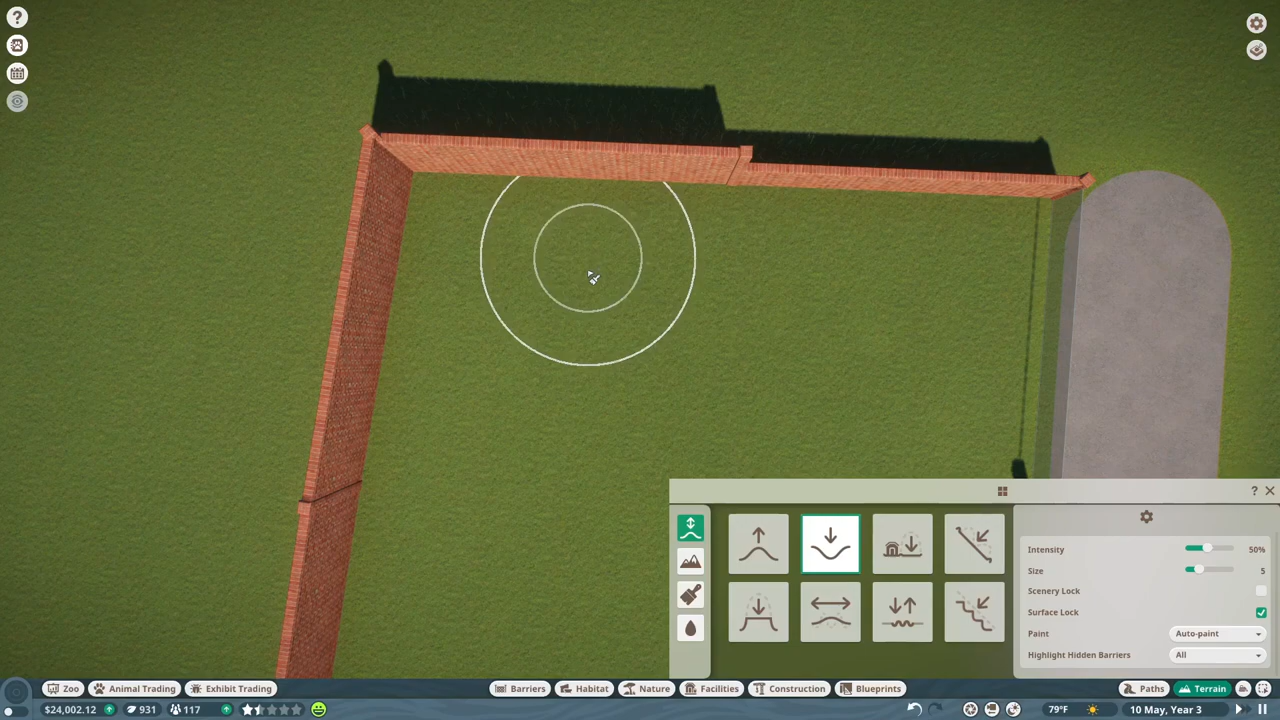 Intensity 50%
Size 5
Scenery Lock
Surface Lock
Paint Auto-paint
Highlight Hidden Barriers All
Zoo Animal Trading Exhibit Trading Barriers Habitat Nature Facilities Construction Blueprints Paths Terrain
$24,002.12 931 117 79°F 10 May, Year 3